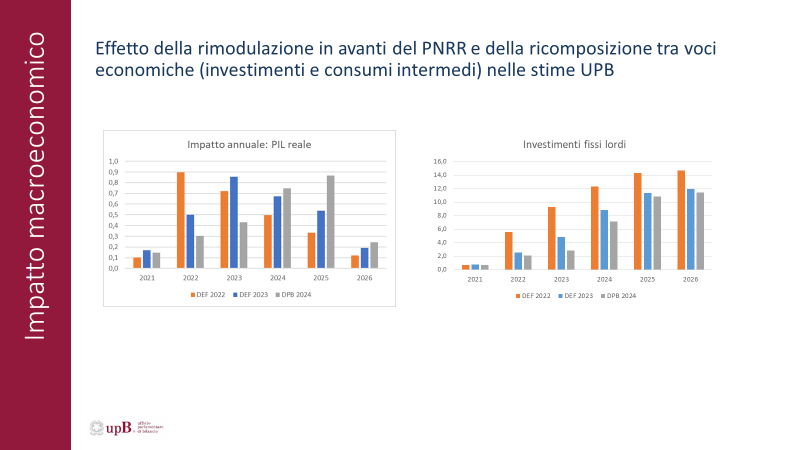 Impatto macroeconomico
Effetto della rimodulazione in avanti del PNRR e della ricomposizione tra voci
economiche (investimenti e consumi intermedi) nelle stime UPB
Impatto annuale: PIL reale
1,0
0,9
0,8
0,7
0,6
0,5
0,4
0,3
0,2
0,1
0,0
2021 2022 2023 2024 2025 2026
DEF 2022 DEF 2023 DPB 2024
Investimenti fissi lordi
16,0
14,0
12,0
10,0
8,0
6,0
4,0
2,0
0,0
2021 2022 2023 2024 2025 2026
DEF 2022 DEF 2023 DPB 2024
upB
ufficio
parlamentare
di bilancio